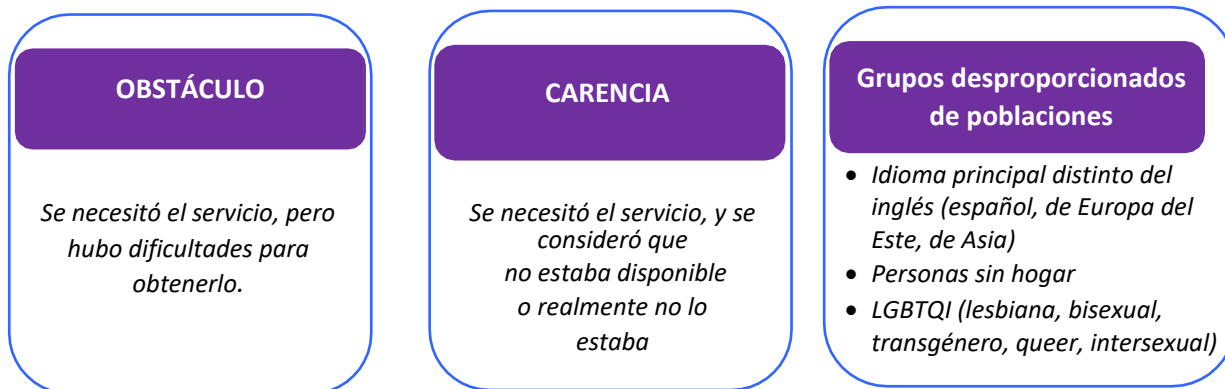 OBSTÁCULO
Se necesitó el servicio, pero
hubo dificultades para
obtenerlo.
CARENCIA
Se necesitó el servicio, y se
consideró que
no estaba disponible
o realmente no lo
estaba
Grupos desproporcionados
de poblaciones
• Idioma principal distinto del
inglés (español, de Europa del
Este, de Asia)
• Personas sin hogar
• LGBTQI (lesbiana, bisexual,
transgénero, queer, intersexual)